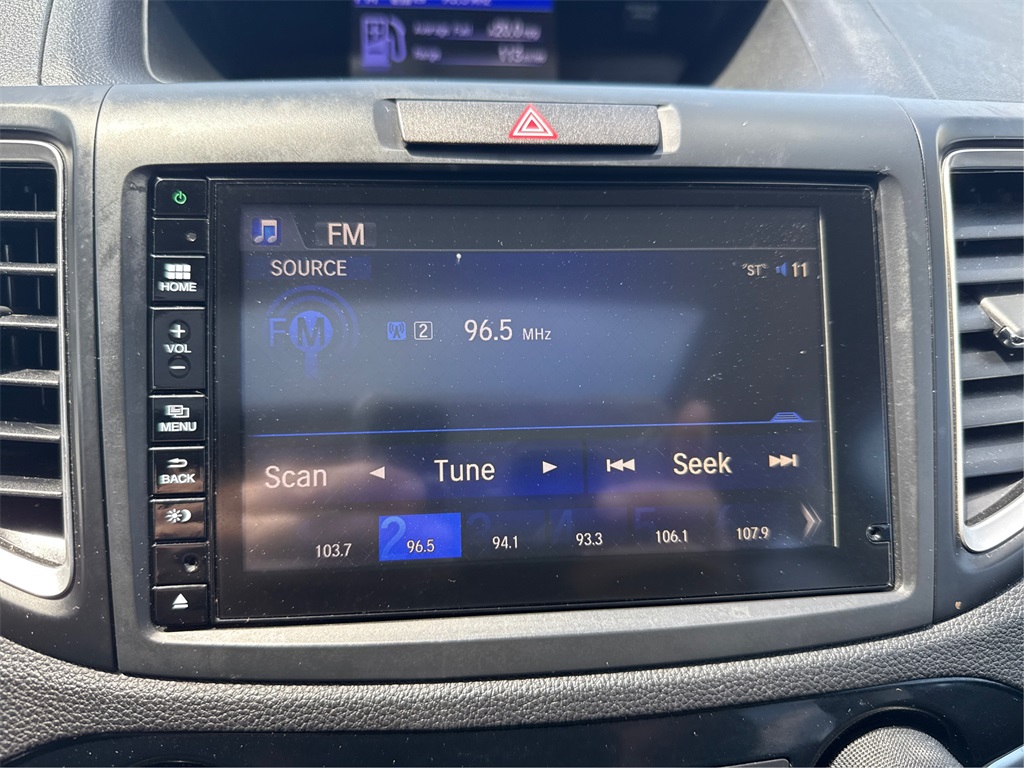 Range
FM
SOURCE
"ST" 11
FM 2 96.5 MHz
Scan Tune Seek
2
103.7 96.5 94.1 93.3 106.1 107.9
HOME
+
VOL
−
MENU
BACK